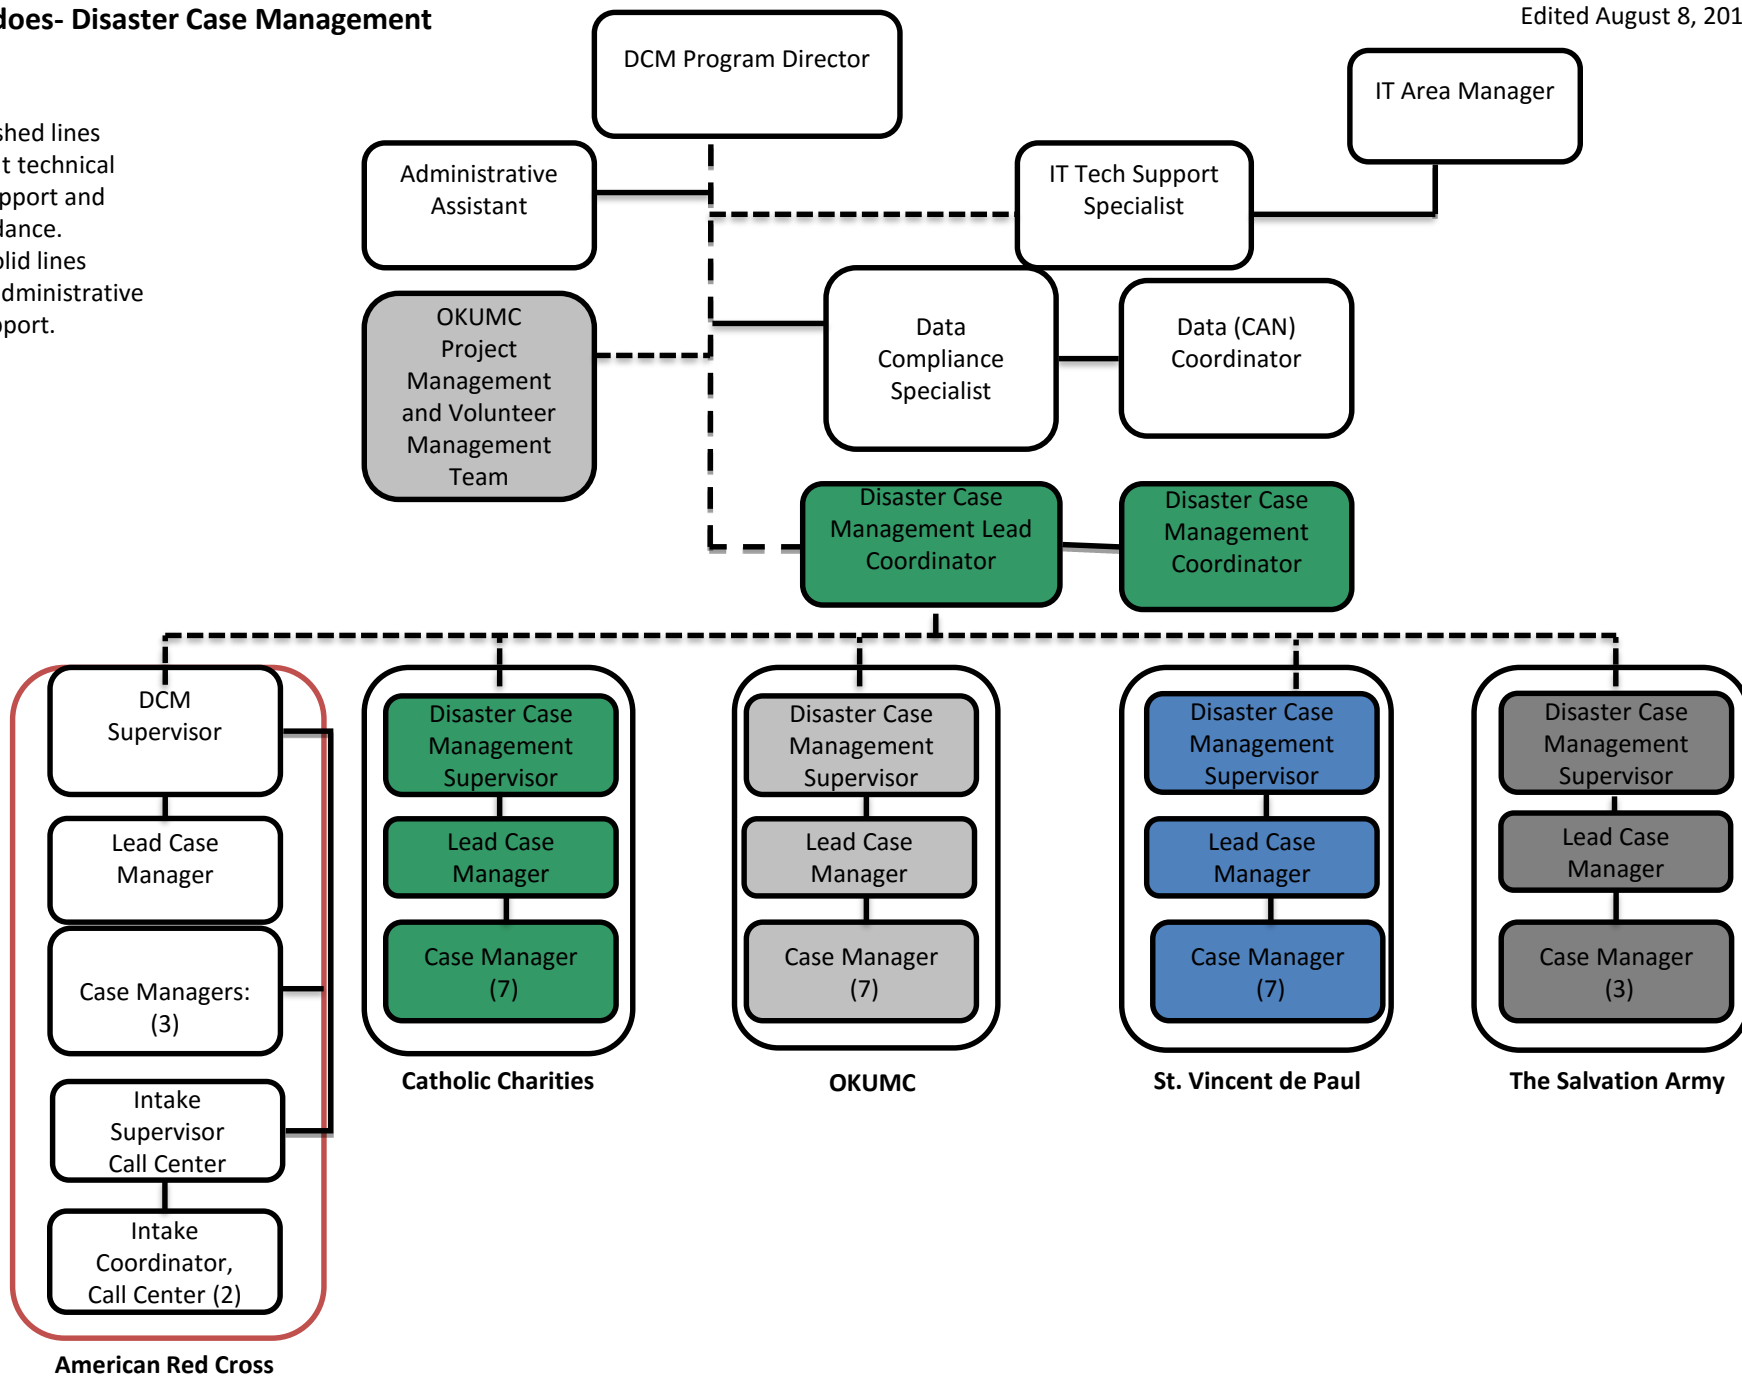 does- Disaster Case Management
Edited August 8, 201
DCM Program Director
IT Area Manager
shed lines
t technical
pport and
dance.
olid lines
dministrative
pport.
Administrative
Assistant
IT Tech Support
Specialist
OKUMC
Project
Management
and Volunteer
Management
Team
Data
Compliance
Specialist
Data (CAN)
Coordinator
Disaster Case
Management Lead
Coordinator
Disaster Case
Management
Coordinator
DCM
Supervisor
Lead Case
Manager
Case Managers:
(3)
Intake
Supervisor
Call Center
Intake
Coordinator,
Call Center (2)
American Red Cross
Disaster Case
Management
Supervisor
Lead Case
Manager
Case Manager
(7)
Catholic Charities
Disaster Case
Management
Supervisor
Lead Case
Manager
Case Manager
(7)
OKUMC
Disaster Case
Management
Supervisor
Lead Case
Manager
Case Manager
(7)
St. Vincent de Paul
Disaster Case
Management
Supervisor
Lead Case
Manager
Case Manager
(3)
The Salvation Army